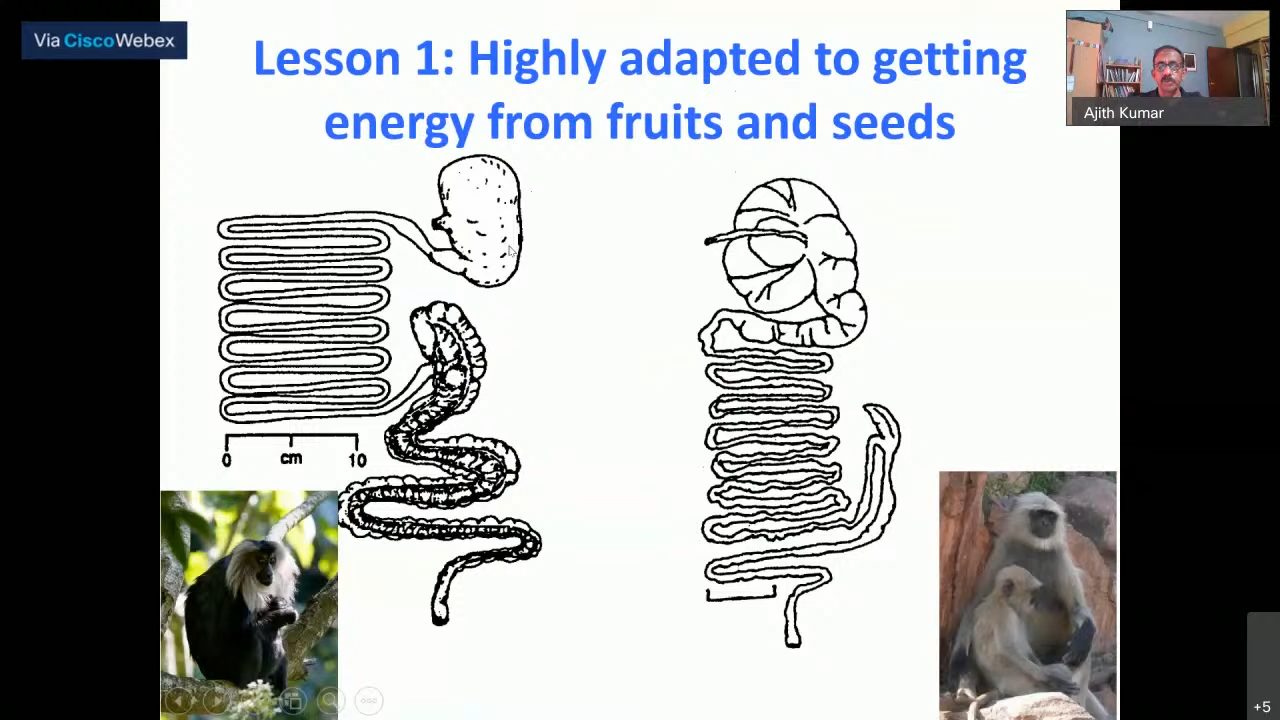 Via CiscoWebex
Lesson 1: Highly adapted to getting
energy from fruits and seeds
Ajith Kumar
0 cm 10
+5